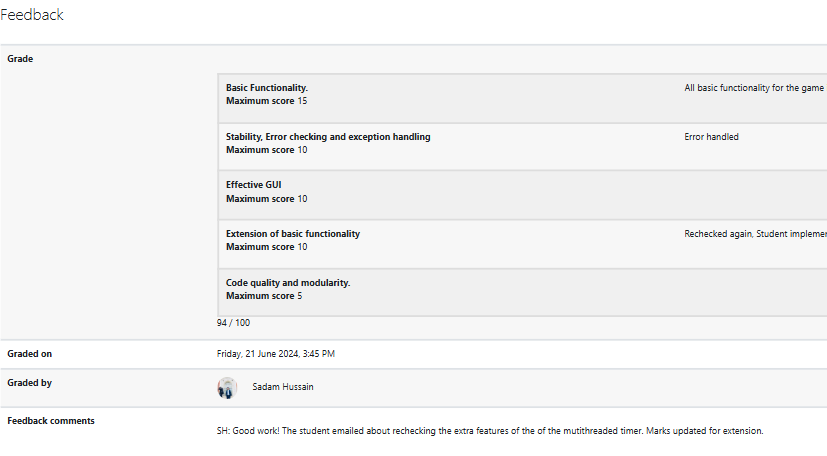 Feedback
Grade
Basic Functionality.
Maximum score 15
All basic functionality for the game
Stability, Error checking and exception handling
Maximum score 10
Error handled
Effective GUI
Maximum score 10
Extension of basic functionality
Maximum score 10
Rechecked again, Student implemen
Code quality and modularity.
Maximum score 5
94 / 100
Graded on
Friday, 21 June 2024, 3:45 PM
Graded by
Sadam Hussain
Feedback comments
SH: Good work! The student emailed about rechecking the extra features of the of the mutithreaded timer. Marks updated for extension.